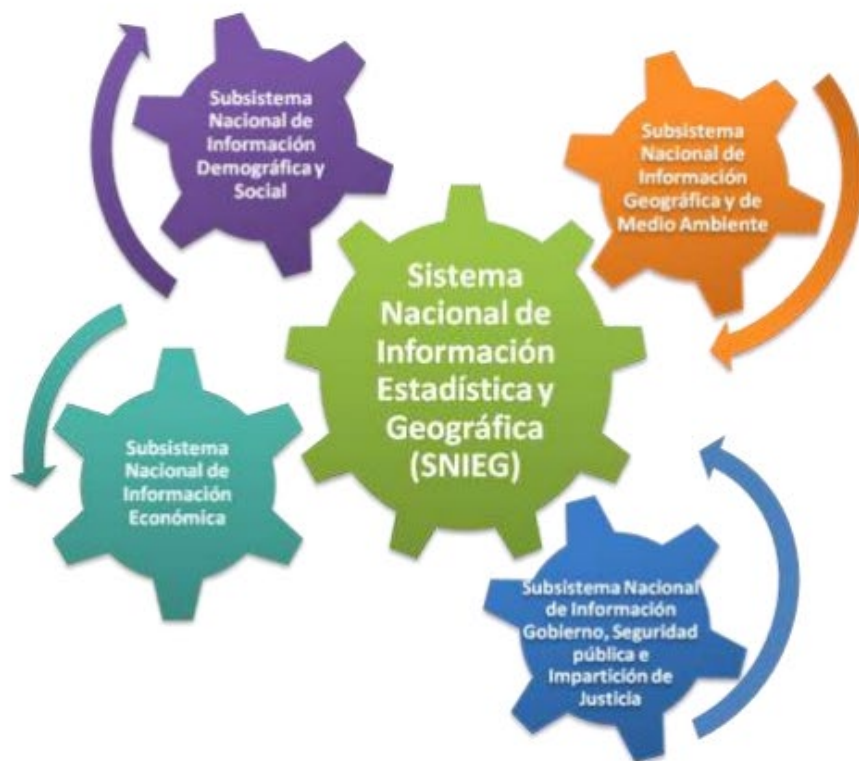 Subsistema
Nacional de
Información
Demográfica y
Social
Subsistema
Nacional de
Información
Geográfica y de
Medio Ambiente
Sistema
Nacional de
Información
Estadística y
Geográfica
(SNIEG)
Subsistema
Nacional de
Información
Económica
Subsistema Nacional
de Información
Gobierno, Seguridad
pública e
Impartición de
Justicia